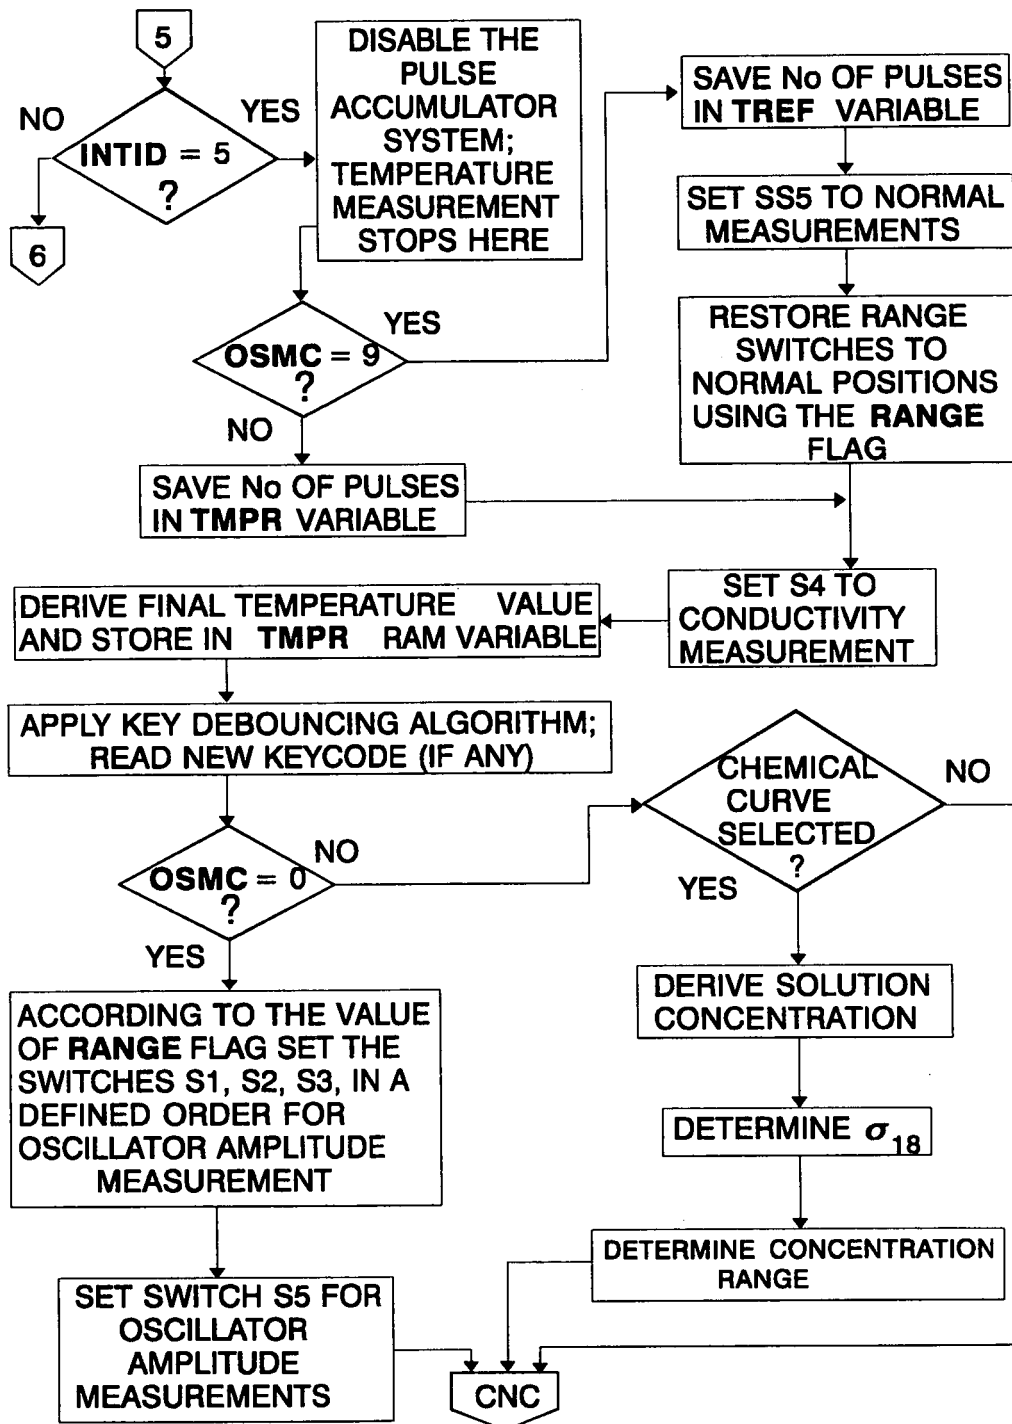 5
NO
YES
INTID = 5
?
6
DISABLE THE
PULSE
ACCUMULATOR
SYSTEM;
TEMPERATURE
MEASUREMENT
STOPS HERE
SAVE No OF PULSES
IN TREF VARIABLE
SET SS5 TO NORMAL
MEASUREMENTS
RESTORE RANGE
SWITCHES TO
NORMAL POSITIONS
USING THE RANGE
FLAG
YES
OSMC = 9
?
NO
SAVE No OF PULSES
IN TMPR VARIABLE
SET S4 TO
CONDUCTIVITY
MEASUREMENT
DERIVE FINAL TEMPERATURE VALUE
AND STORE IN TMPR RAM VARIABLE
APPLY KEY DEBOUNCING ALGORITHM;
READ NEW KEYCODE (IF ANY)
NO
OSMC = 0
?
YES
CHEMICAL
CURVE
SELECTED
?
NO
YES
ACCORDING TO THE VALUE
OF RANGE FLAG SET THE
SWITCHES S1, S2, S3, IN A
DEFINED ORDER FOR
OSCILLATOR AMPLITUDE
MEASUREMENT
DERIVE SOLUTION
CONCENTRATION
DETERMINE σ18
DETERMINE CONCENTRATION
RANGE
SET SWITCH S5 FOR
OSCILLATOR
AMPLITUDE
MEASUREMENTS
CNC